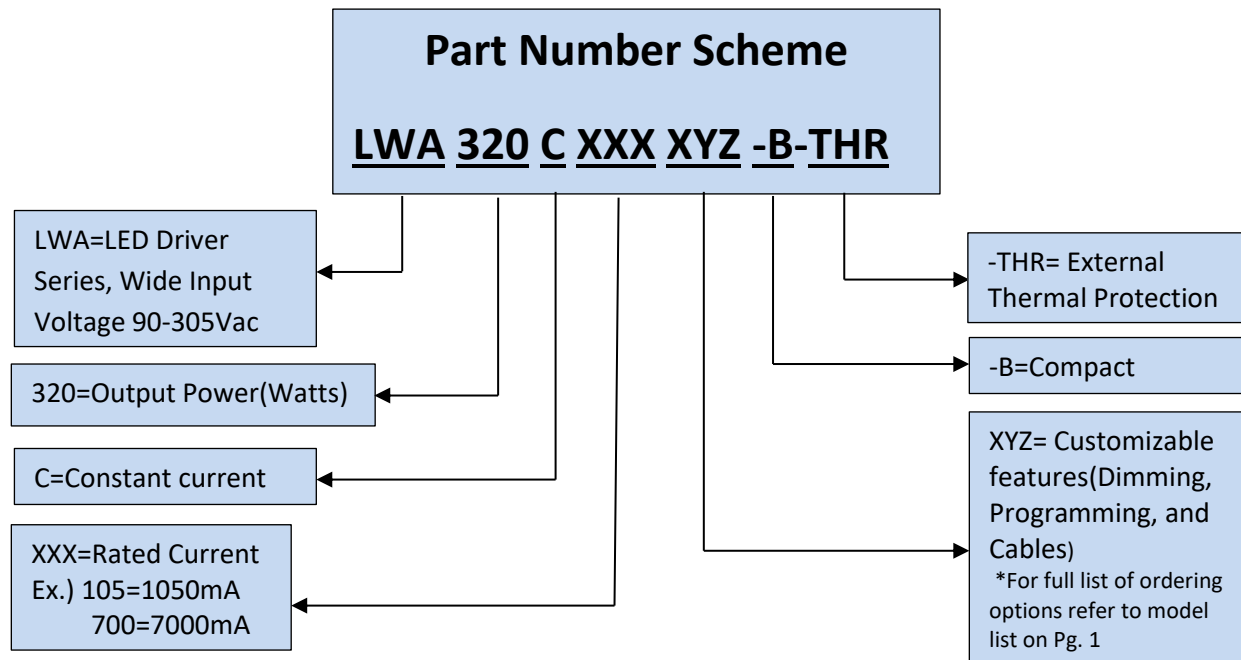 Part Number Scheme
LWA 320 C XXX XYZ -B-THR
LWA=LED Driver
Series, Wide Input
Voltage 90-305Vac
320=Output Power(Watts)
C=Constant current
XXX=Rated Current
Ex.) 105=1050mA
700=7000mA
-THR= External
Thermal Protection
-B=Compact
XYZ= Customizable
features(Dimming,
Programming, and
Cables)
*For full list of ordering
options refer to model
list on Pg. 1